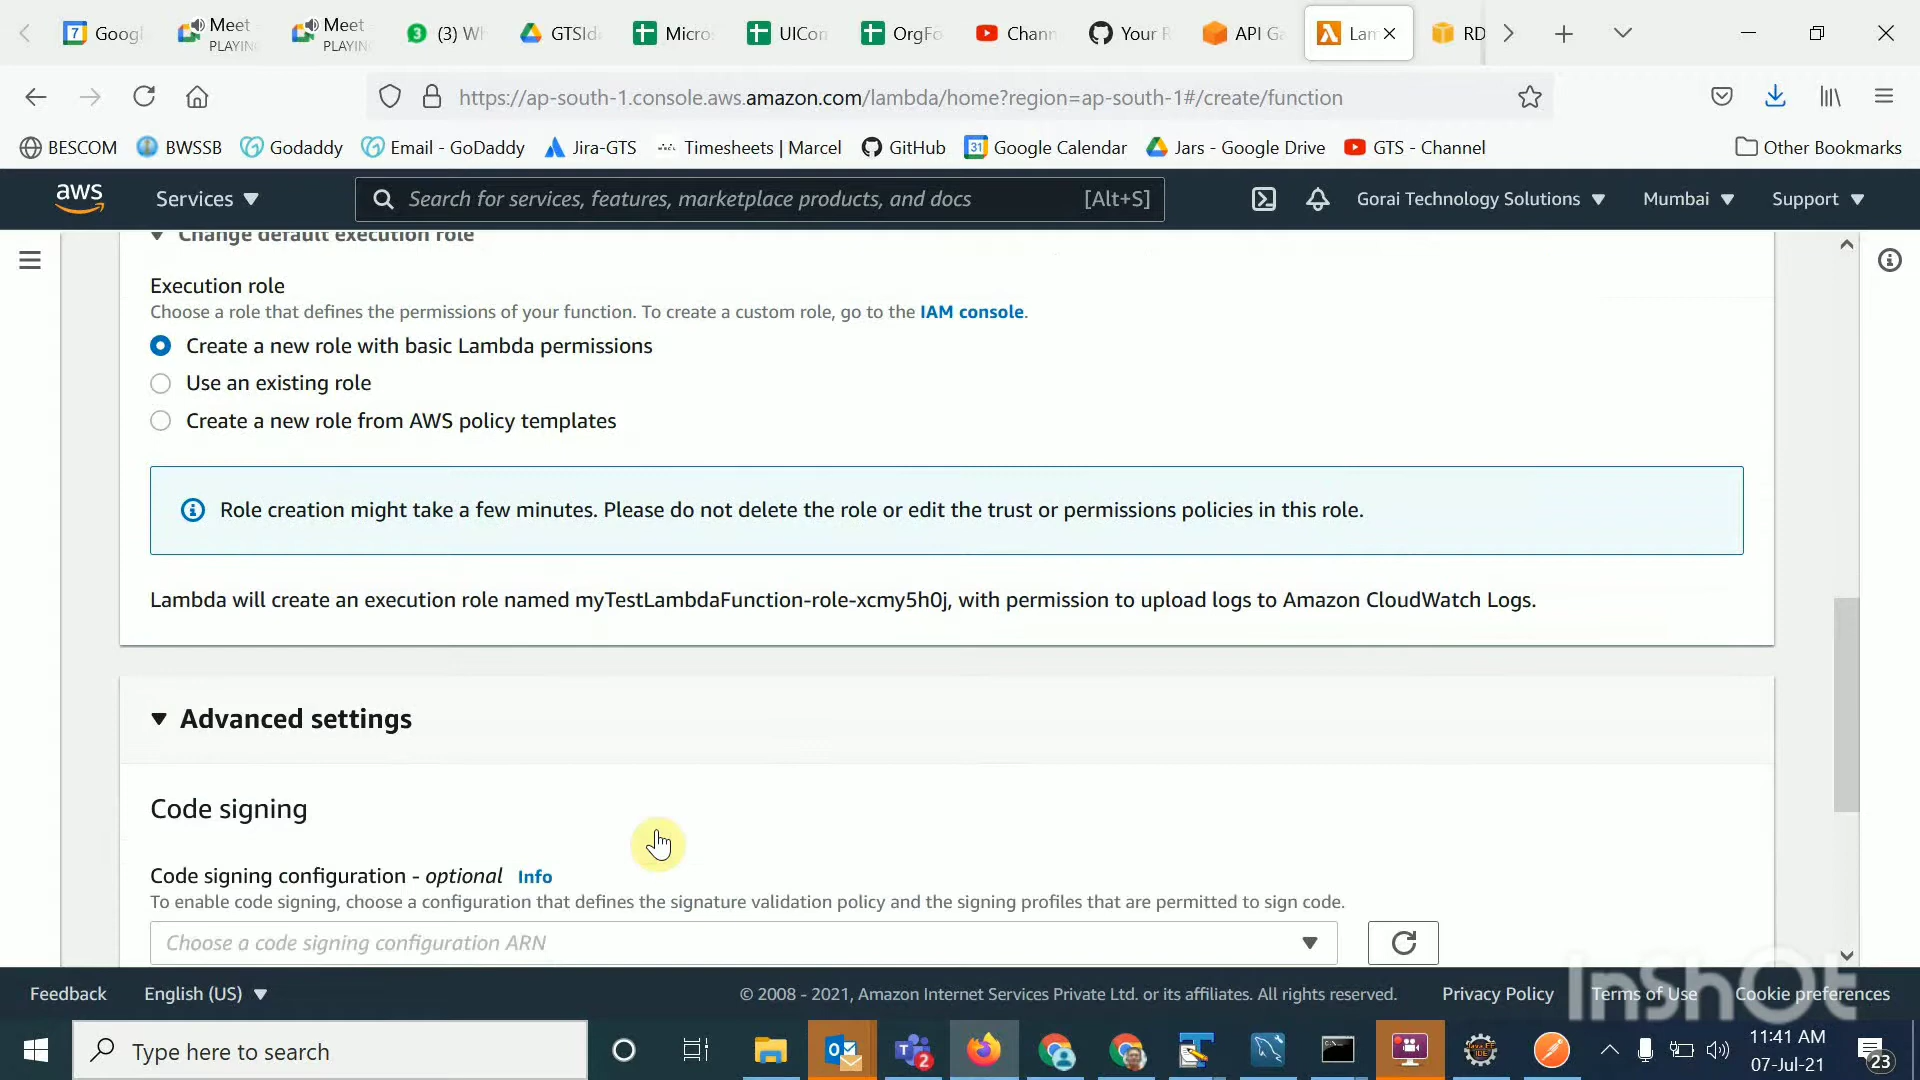 Googl
Meet
PLAYIN
Meet
PLAYIN
(3) W
GTSId
Micro
UICon
OrgFo
Chann
Your R
API Ga
Lam
RD
https://ap-south-1.console.aws.amazon.com/lambda/home?region=ap-south-1#/create/function
BESCOM
BWSSB
Godaddy
Email - GoDaddy
Jira-GTS
Timesheets | Marcel
GitHub
31
Google Calendar
Jars - Google Drive
GTS - Channel
Other Bookmarks
aws
Services
Search for services, features, marketplace products, and docs
[Alt+S]
Gorai Technology Solutions
Mumbai
Support
Change default execution role
Execution role
Choose a role that defines the permissions of your function. To create a custom role, go to the IAM console.
Create a new role with basic Lambda permissions
Use an existing role
Create a new role from AWS policy templates
Role creation might take a few minutes. Please do not delete the role or edit the trust or permissions policies in this role.
Lambda will create an execution role named myTestLambdaFunction-role-xcmy5h0j, with permission to upload logs to Amazon CloudWatch Logs.
Advanced settings
Code signing
Code signing configuration - optional Info
To enable code signing, choose a configuration that defines the signature validation policy and the signing profiles that are permitted to sign code.
Choose a code signing configuration ARN
InShOt
Feedback
English (US)
© 2008 - 2021, Amazon Internet Services Private Ltd. or its affiliates. All rights reserved.
Privacy Policy
Terms of Use
Cookie preferences
Type here to search
2
11:41 AM
07-Jul-21
23